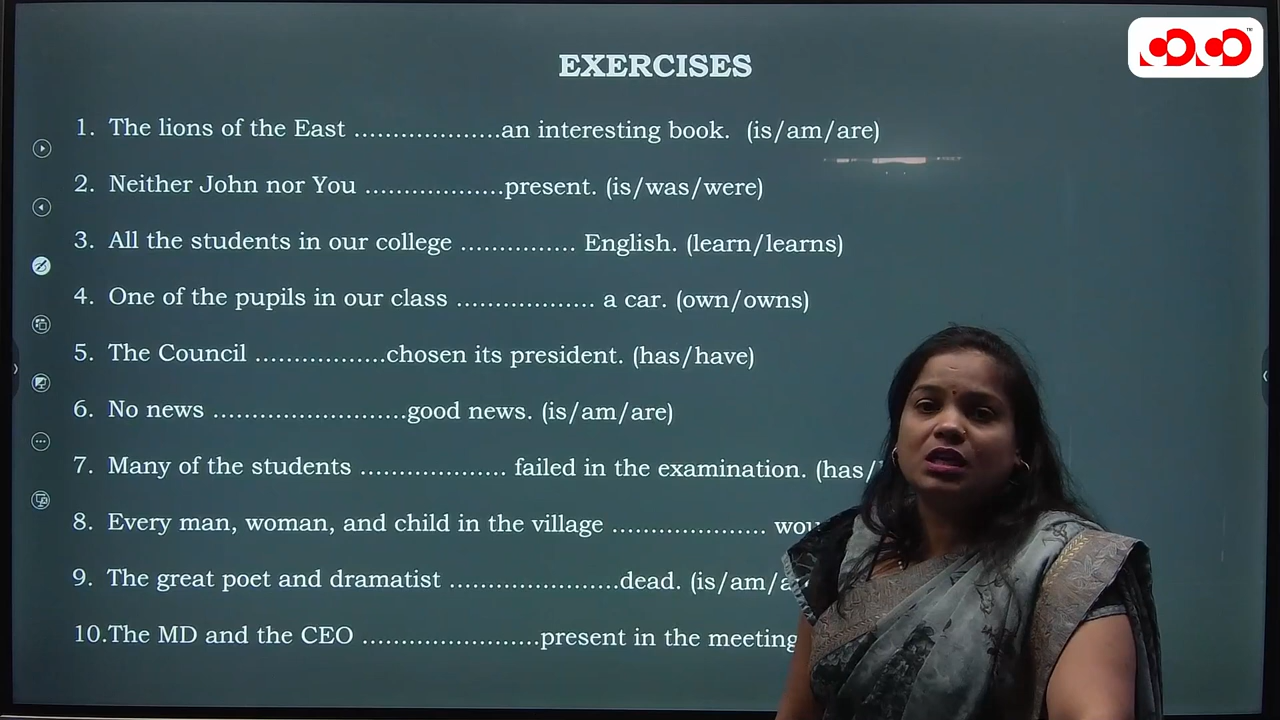 EXERCISES
1. The lions of the East ...................an interesting book. (is/am/are)
2. Neither John nor You ..................present. (is/was/were)
3. All the students in our college ............... English. (learn/learns)
4. One of the pupils in our class .................. a car. (own/owns)
5. The Council .................chosen its president. (has/have)
6. No news .........................good news. (is/am/are)
7. Many of the students ................... failed in the examination. (has/
8. Every man, woman, and child in the village ....................
9. The great poet and dramatist ......................dead. (is/am/
10.The MD and the CEO .......................present in the meeting